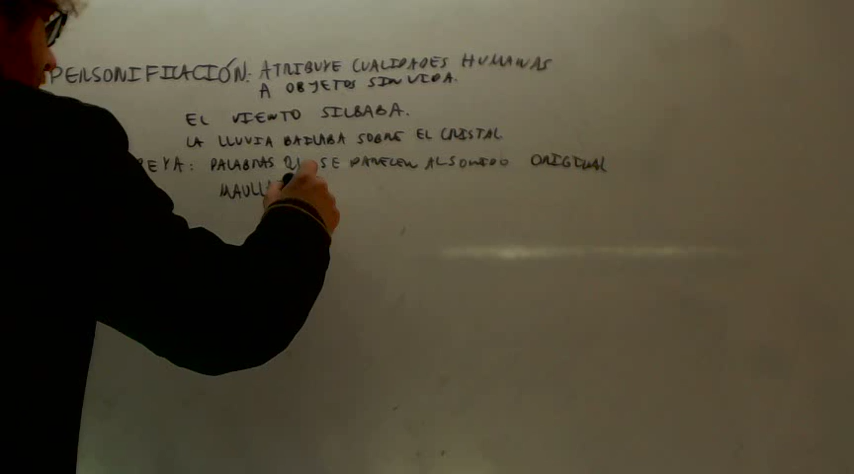 PERSONIFICACIÓN: ATRIBUYE CUALIDADES HUMANAS
A OBJETOS SIN VIDA.
EL VIENTO SILBABA.
LA LLUVIA BAILABA SOBRE EL CRISTAL
PALABRAS SE PARECEN AL SONIDO ORIGINAL
MAULL